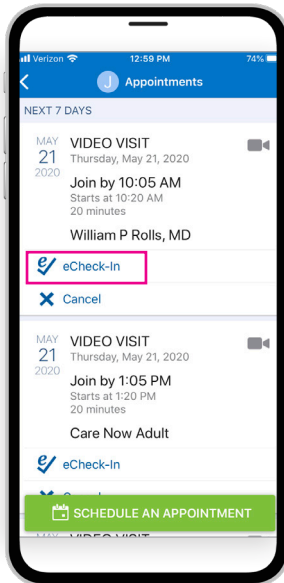 Verizon 12:59 PM 74%
J Appointments
NEXT 7 DAYS
MAY
21
2020
VIDEO VISIT
Thursday, May 21, 2020
Join by 10:05 AM
Starts at 10:20 AM
20 minutes
William P Rolls, MD
eCheck-In
Cancel
MAY
21
2020
VIDEO VISIT
Thursday, May 21, 2020
Join by 1:05 PM
Starts at 1:20 PM
20 minutes
Care Now Adult
eCheck-In
SCHEDULE AN APPOINTMENT